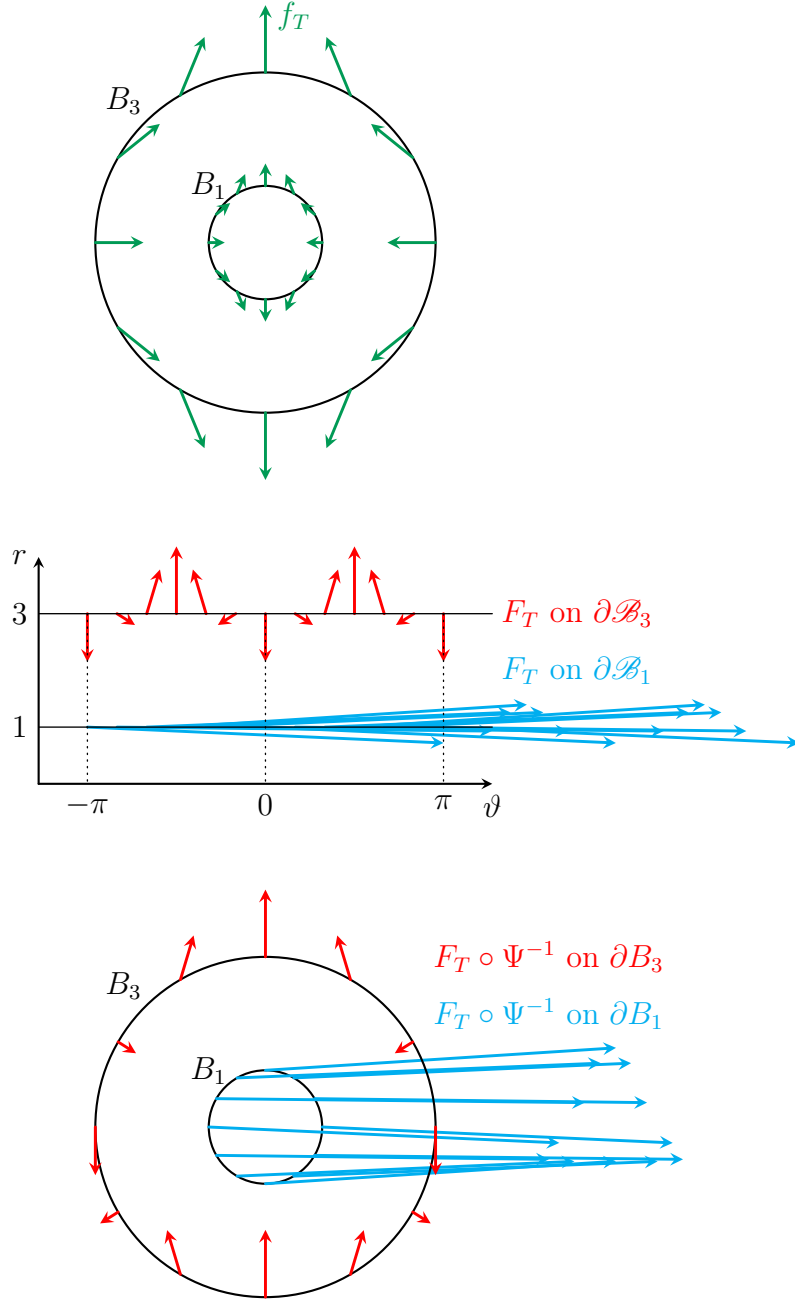 f_T
B_3
B_1
r
3
F_T on ∂ℬ_3
F_T on ∂ℬ_1
1
−π
0
π
ϑ
F_T ∘ Ψ^{-1} on ∂B_3
B_3
F_T ∘ Ψ^{-1} on ∂B_1
B_1